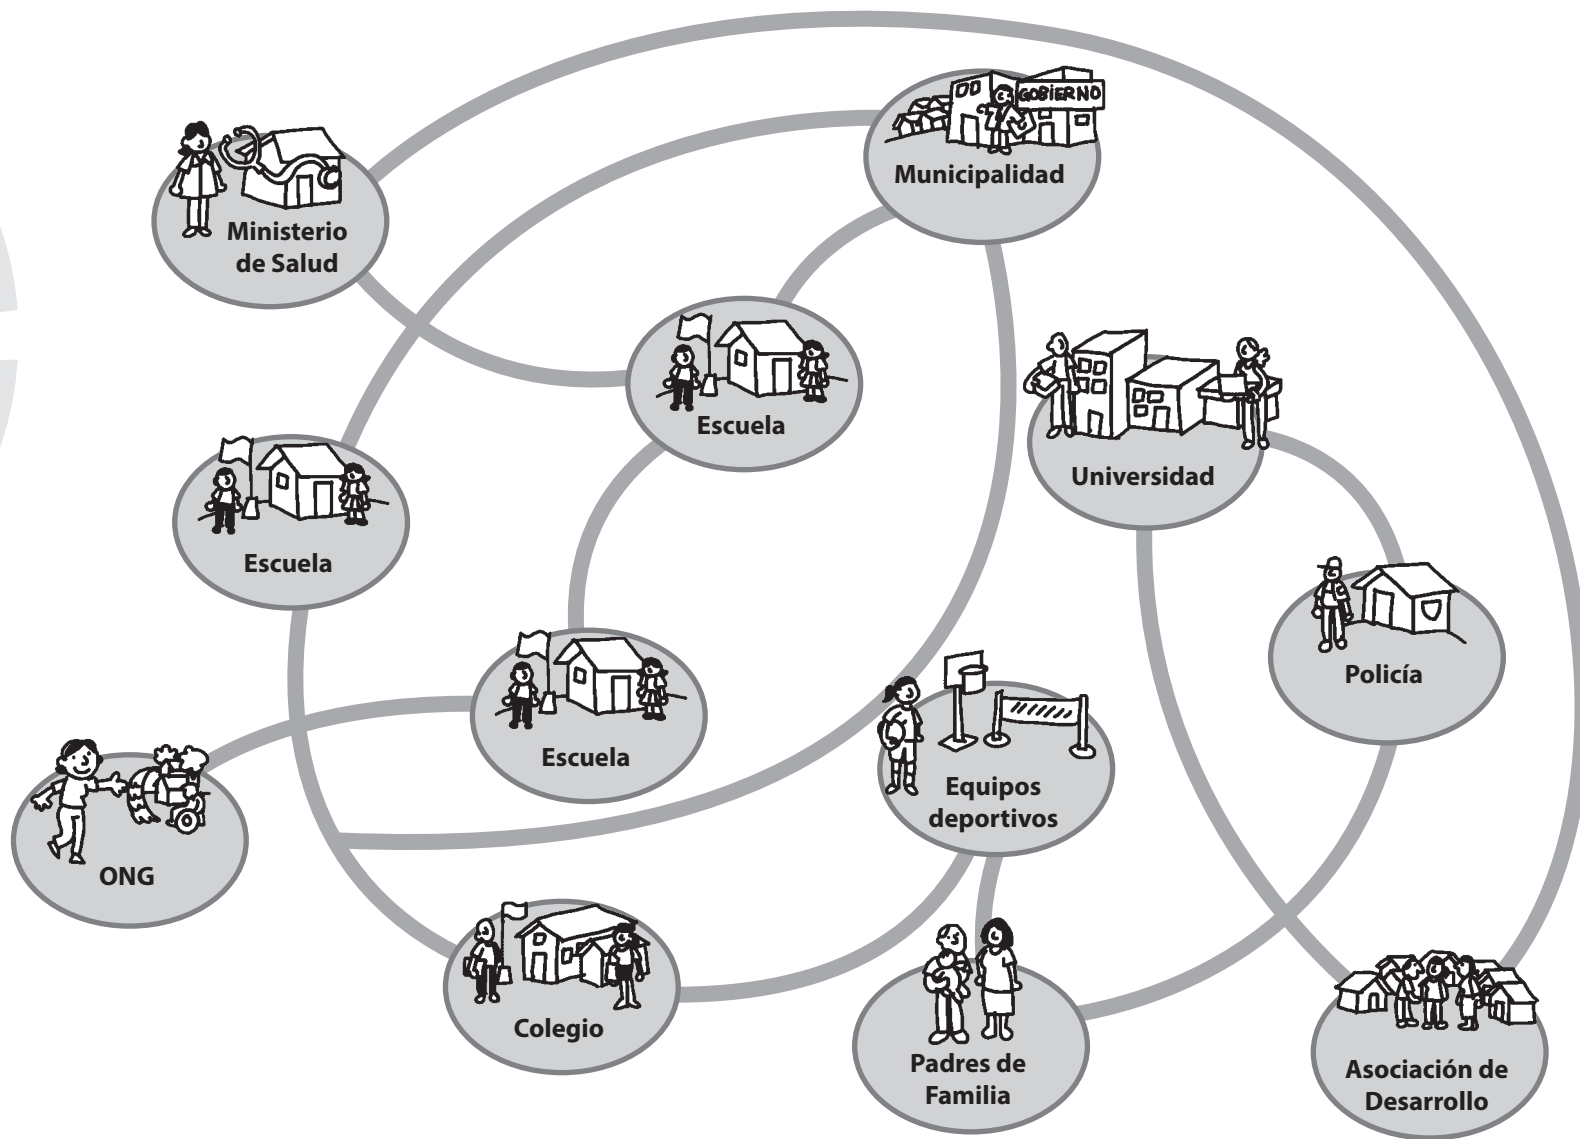 GOBIERNO
Municipalidad
Ministerio
de Salud
Escuela
Universidad
Escuela
Policía
Escuela
Equipos
deportivos
ONG
Colegio
Padres de
Familia
Asociación de
Desarrollo